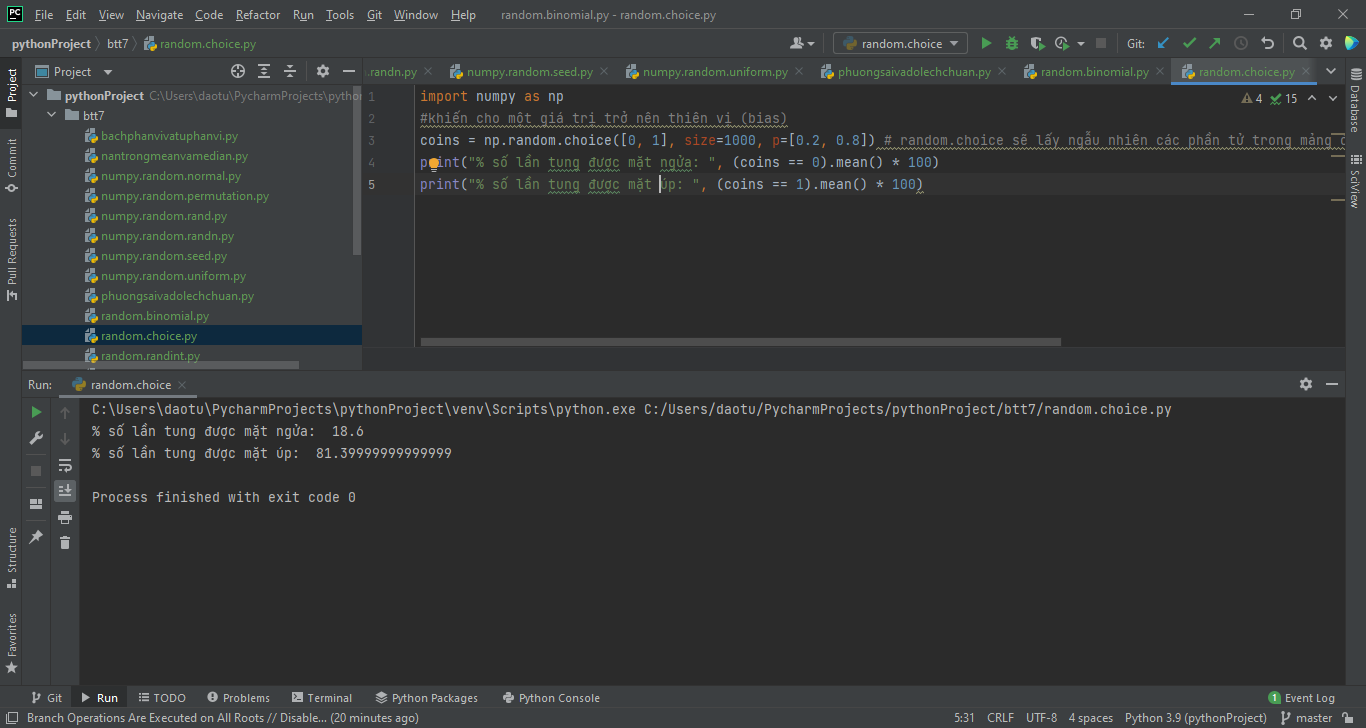 File Edit View Navigate Code Refactor Run Tools Git Window Help random.binomial.py - random.choice.py
pythonProject btt7 random.choice.py random.choice Git:
Project
.randn.py numpy.random.seed.py numpy.random.uniform.py phuongsaivadolechchuan.py random.binomial.py random.choice.py
pythonProject C:\Users\daotu\PycharmProjects\pytho
btt7
bachphanvivatuphanvi.py
nantrongmeanvamedian.py
numpy.random.normal.py
numpy.random.permutation.py
numpy.random.rand.py
numpy.random.randn.py
numpy.random.seed.py
numpy.random.uniform.py
phuongsaivadolechchuan.py
random.binomial.py
random.choice.py
random.randint.py
1 import numpy as np
2 #khiến cho một giá trị trở nên thiên vị (bias)
3 coins = np.random.choice([0, 1], size=1000, p=[0.2, 0.8]) # random.choice sẽ lấy ngẫu nhiên các phần tử trong mảng
4 print("% số lần tung được mặt ngửa: ", (coins == 0).mean() * 100)
5 print("% số lần tung được mặt úp: ", (coins == 1).mean() * 100)
4 15
Project
Commit
Pull Requests
Structure
Favorites
Database
SciView
Run: random.choice
C:\Users\daotu\PycharmProjects\pythonProject\venv\Scripts\python.exe C:/Users/daotu/PycharmProjects/pythonProject/btt7/random.choice.py
% số lần tung được mặt ngửa:  18.6
% số lần tung được mặt úp:  81.39999999999999
Process finished with exit code 0
Git Run TODO Problems Terminal Python Packages Python Console 1 Event Log
Branch Operations Are Executed on All Roots // Disable... (20 minutes ago) 5:31 CRLF UTF-8 4 spaces Python 3.9 (pythonProject) master